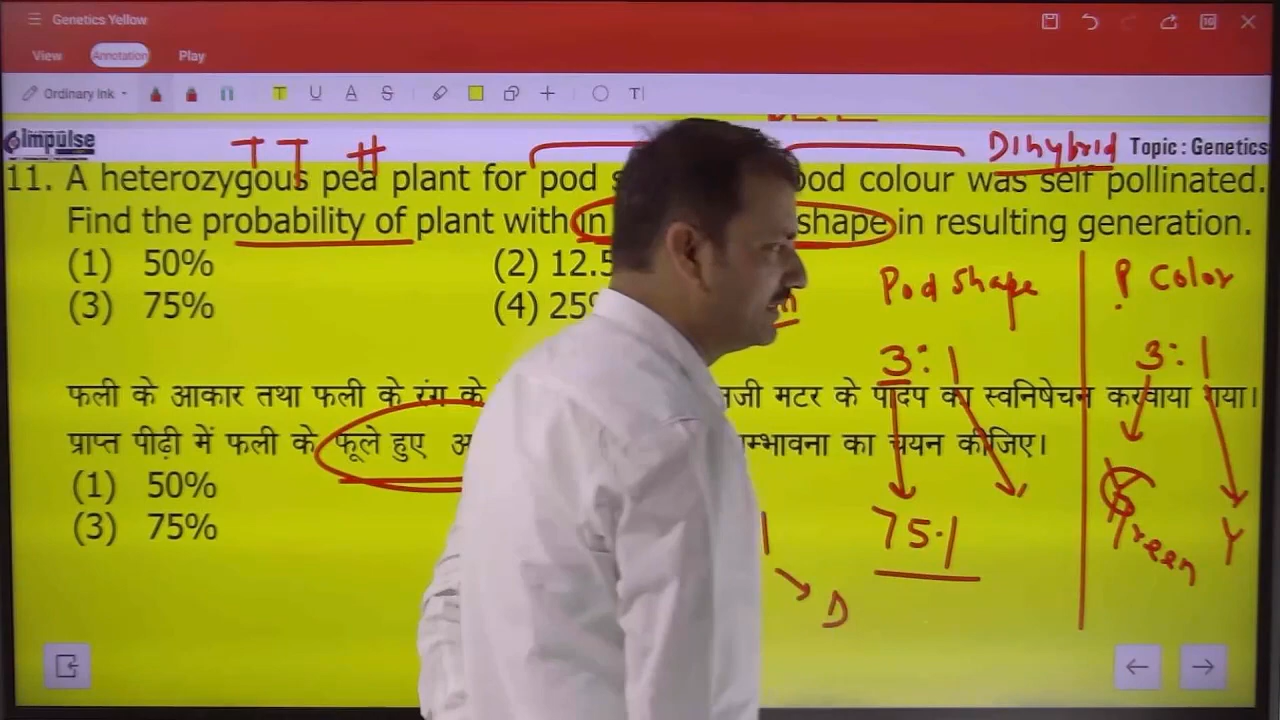 Genetics Yellow
View Annotation Play
Ordinary Ink
impulse TT # Dihybrid Topic : Genetics
11. A heterozygous pea plant for pod ood colour was self pollinated.
Find the probability of plant with in shape in resulting generation.
(1) 50% (2) 12.5
(3) 75% (4) 25%
Pod shape P Color
3:1 3:1
फली के आकार तथा फली के रंग के मटर के पादप का स्वनिषेचन करवाया गया।
प्राप्त पीढ़ी में फली के फूले हुए का चयन कीजिए।
(1) 50%
(3) 75%
75% Green Y
D